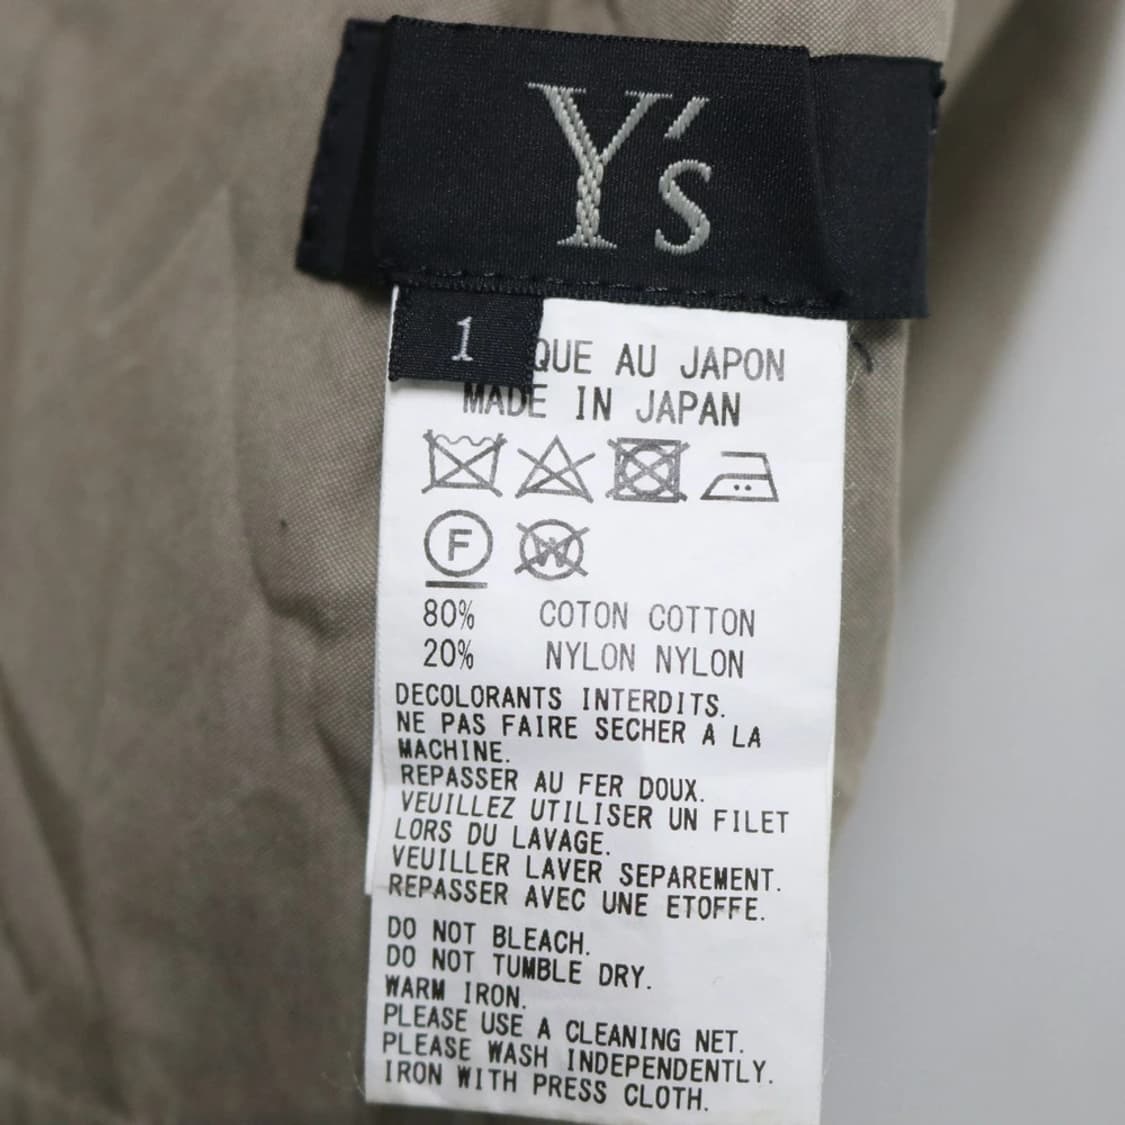 Y's
1
QUE AU JAPON
MADE IN JAPAN
F
W
80% COTON COTTON
20% NYLON NYLON
DECOLORANTS INTERDITS.
NE PAS FAIRE SECHER A LA
MACHINE.
REPASSER AU FER DOUX.
VEUILLEZ UTILISER UN FILET
LORS DU LAVAGE.
VEUILLER LAVER SEPAREMENT.
REPASSER AVEC UNE ETOFFE.
DO NOT BLEACH.
DO NOT TUMBLE DRY.
WARM IRON.
PLEASE USE A CLEANING NET.
PLEASE WASH INDEPENDENTLY.
IRON WITH PRESS CLOTH.